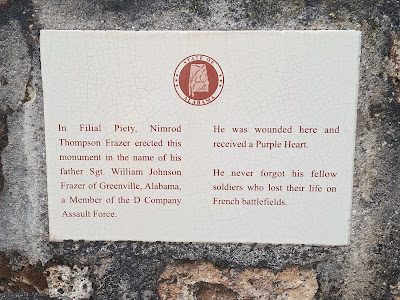 STATE OF
ALABAMA
In Filial Piety, Nimrod
Thompson Frazer erected this
monument in the name of his
father Sgt. William Johnson
Frazer of Greenville, Alabama,
a Member of the D Company
Assault Force.
He was wounded here and
received a Purple Heart.
He never forgot his fellow
soldiers who lost their life on
French battlefields.